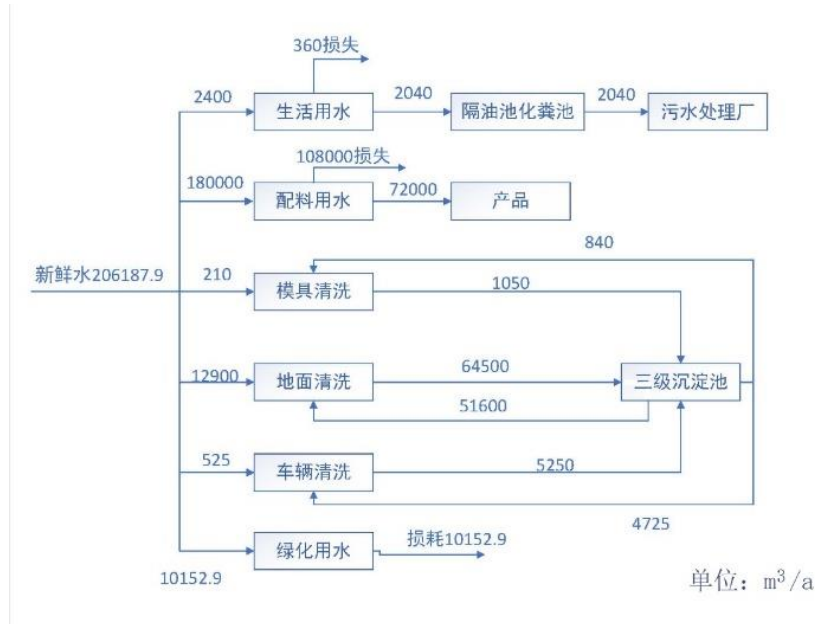 360损失
2400
生活用水
2040
隔油池化粪池
2040
污水处理厂
108000损失
180000
配料用水
72000
产品
840
新鲜水206187.9
210
模具清洗
1050
12900
地面清洗
64500
三级沉淀池
51600
525
车辆清洗
5250
4725
绿化用水
损耗10152.9
10152.9
单位：m³/a